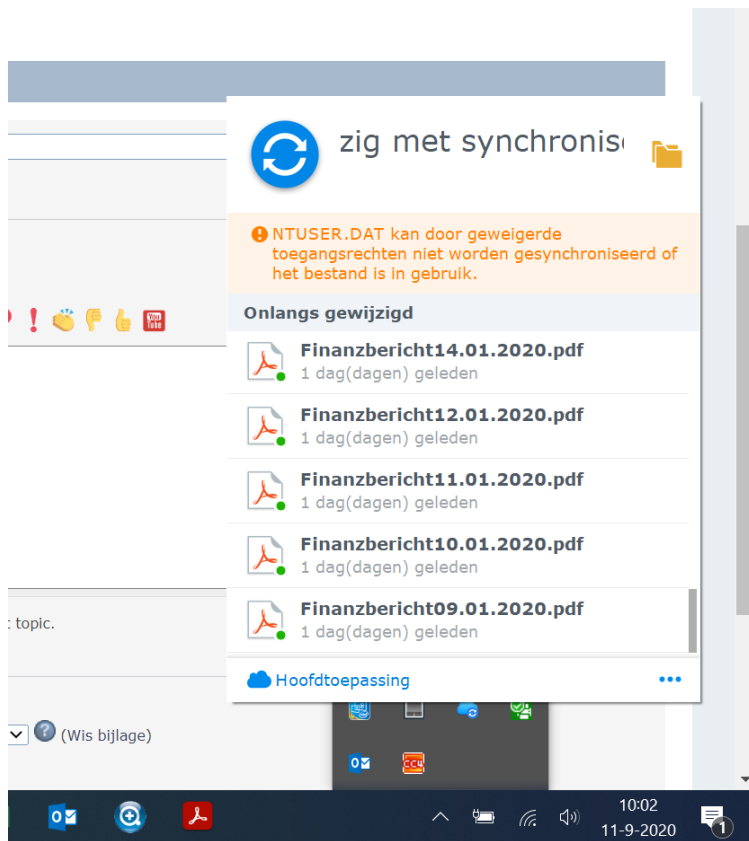 zig met synchronis
NTUSER.DAT kan door geweigerde
toegangsrechten niet worden gesynchroniseerd of
het bestand is in gebruik.
Onlangs gewijzigd
Finanzbericht14.01.2020.pdf
1 dag(dagen) geleden
Finanzbericht12.01.2020.pdf
1 dag(dagen) geleden
Finanzbericht11.01.2020.pdf
1 dag(dagen) geleden
You
Tube
Finanzbericht10.01.2020.pdf
1 dag(dagen) geleden
Finanzbericht09.01.2020.pdf
1 dag(dagen) geleden
topic.
Hoofdtoepassing
(Wis bijlage)
CCU
10:02
11-9-2020
1